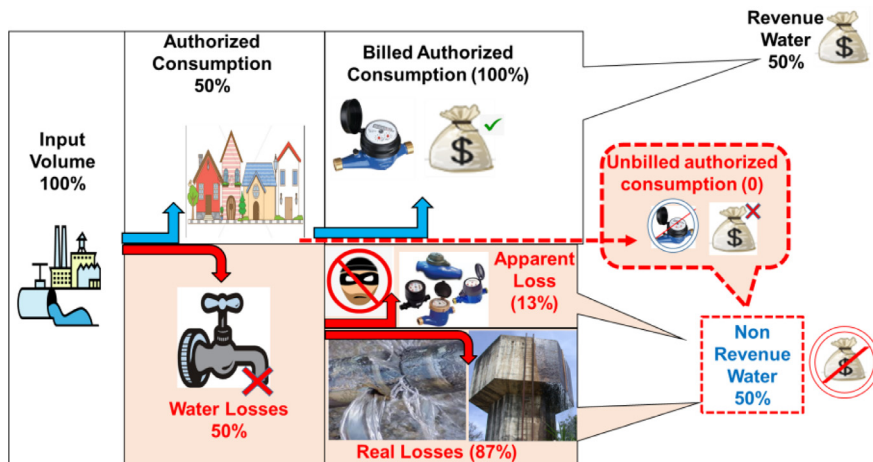 Revenue
Water
50%
Authorized
Consumption
50%
Billed Authorized
Consumption (100%)
Input
Volume
100%
Unbilled authorized
consumption (0)
Apparent
Loss
(13%)
Non
Revenue
Water
50%
Water Losses
50%
Real Losses (87%)